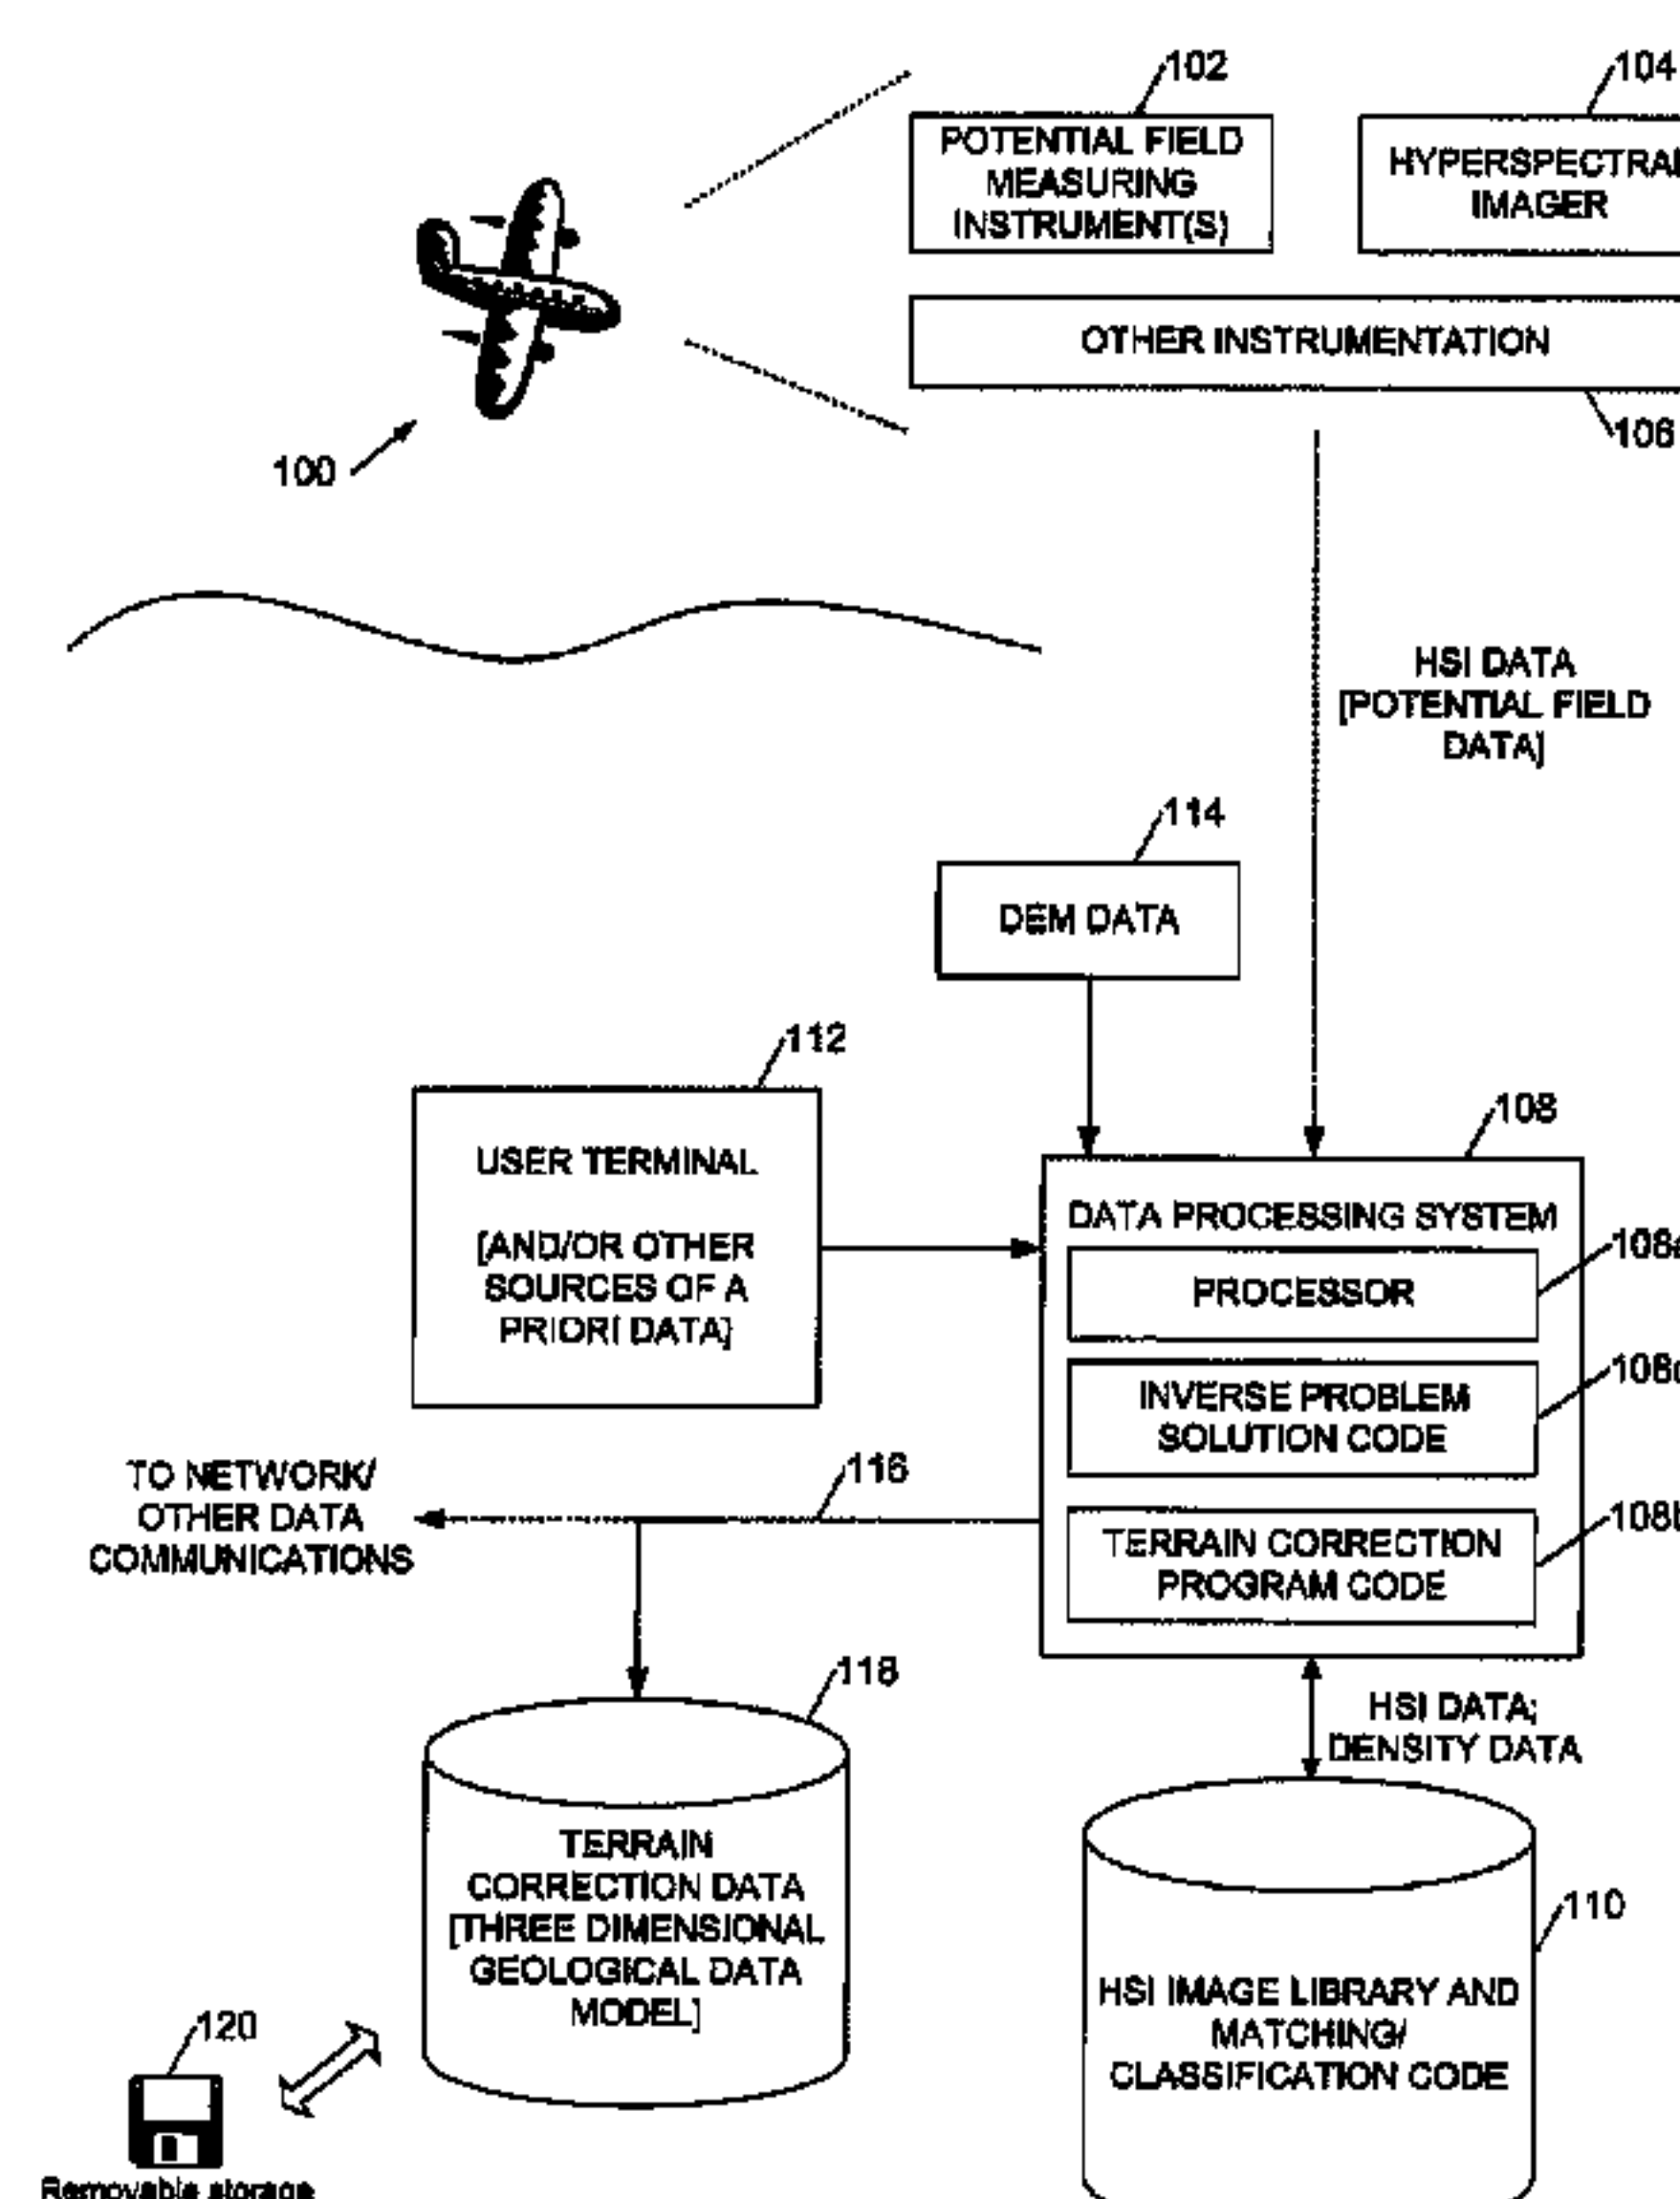 102
104
POTENTIAL FIELD
MEASURING
INSTRUMENT(S)
HYPERSPECTRAL
IMAGER
OTHER INSTRUMENTATION
106
100
HSI DATA
[POTENTIAL FIELD
DATA]
114
DEM DATA
112
USER TERMINAL
[AND/OR OTHER
SOURCES OF A
PRIORI DATA]
108
DATA PROCESSING SYSTEM
PROCESSOR
108a
INVERSE PROBLEM
SOLUTION CODE
108c
TERRAIN CORRECTION
PROGRAM CODE
108b
116
TO NETWORK/
OTHER DATA
COMMUNICATIONS
118
TERRAIN
CORRECTION DATA
[THREE DIMENSIONAL
GEOLOGICAL DATA
MODEL]
HSI DATA;
DENSITY DATA
110
HSI IMAGE LIBRARY AND
MATCHING/
CLASSIFICATION CODE
120
Removable storage